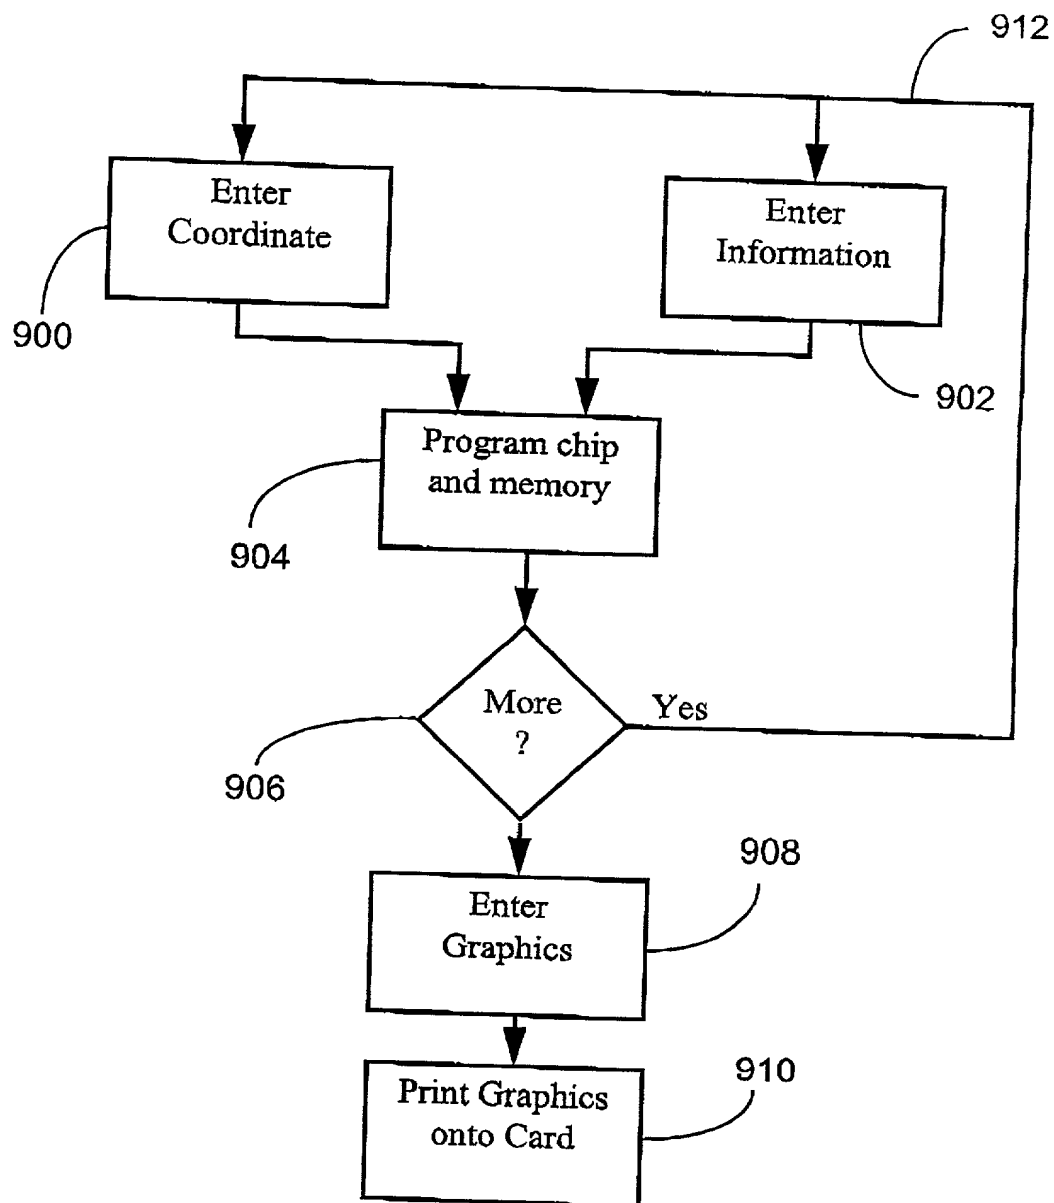 912
Enter
Coordinate
Enter
Information
900
902
Program chip
and memory
904
More
?
Yes
906
908
Enter
Graphics
910
Print Graphics
onto Card